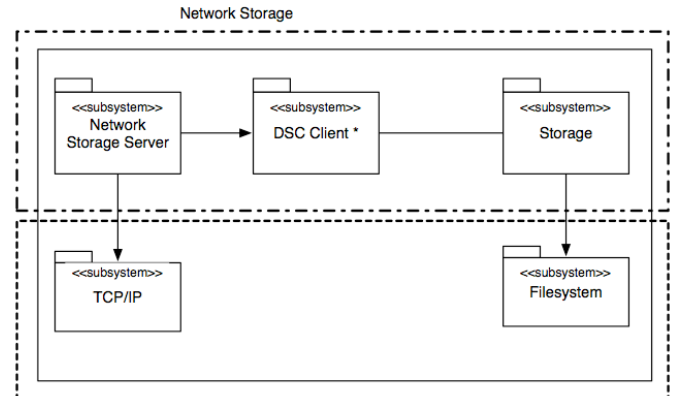 Network Storage
<<subsystem>>
Network
Storage Server
<<subsystem>>
DSC Client *
<<subsystem>>
Storage
<<subsystem>>
TCP/IP
<<subsystem>>
Filesystem